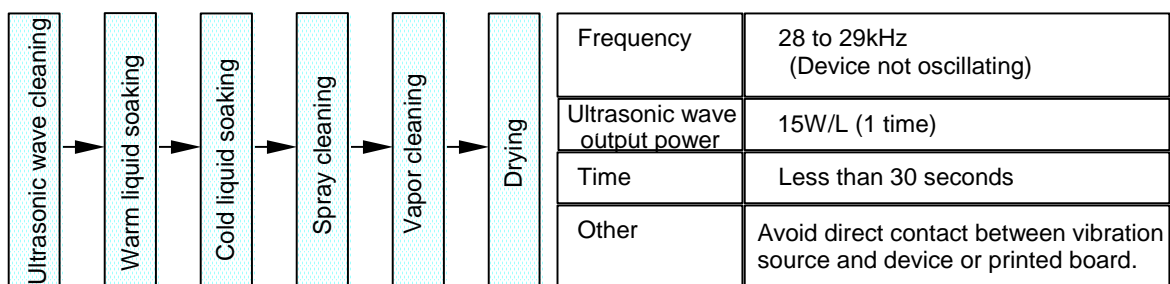 Ultrasonic wave cleaning
Warm liquid soaking
Cold liquid soaking
Spray cleaning
Vapor cleaning
Drying
Frequency
28 to 29kHz
(Device not oscillating)
Ultrasonic wave
output power
15W/L (1 time)
Time
Less than 30 seconds
Other
Avoid direct contact between vibration
source and device or printed board.